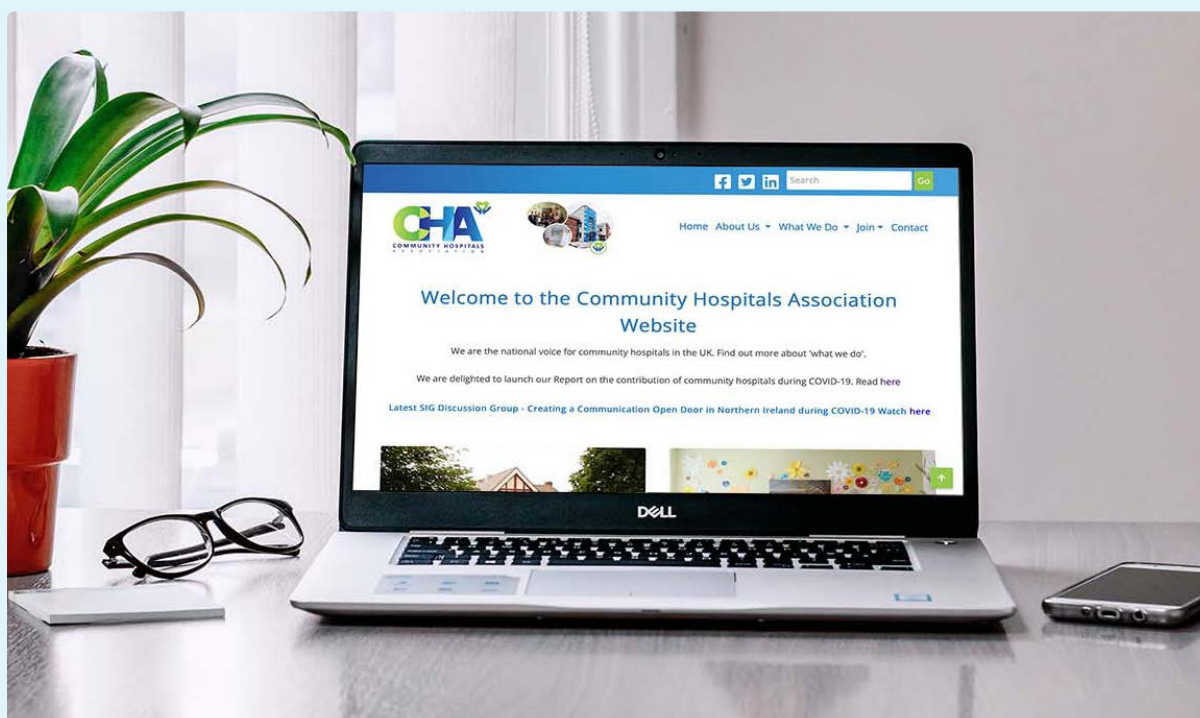 Search Go
CHA
COMMUNITY HOSPITALS
ASSOCIATION
Home About Us What We Do Join Contact
Welcome to the Community Hospitals Association
Website
We are the national voice for community hospitals in the UK. Find out more about 'what we do'.
We are delighted to launch our Report on the contribution of community hospitals during COVID-19. Read here
Latest SIG Discussion Group - Creating a Communication Open Door in Northern Ireland during COVID-19 Watch here
DELL